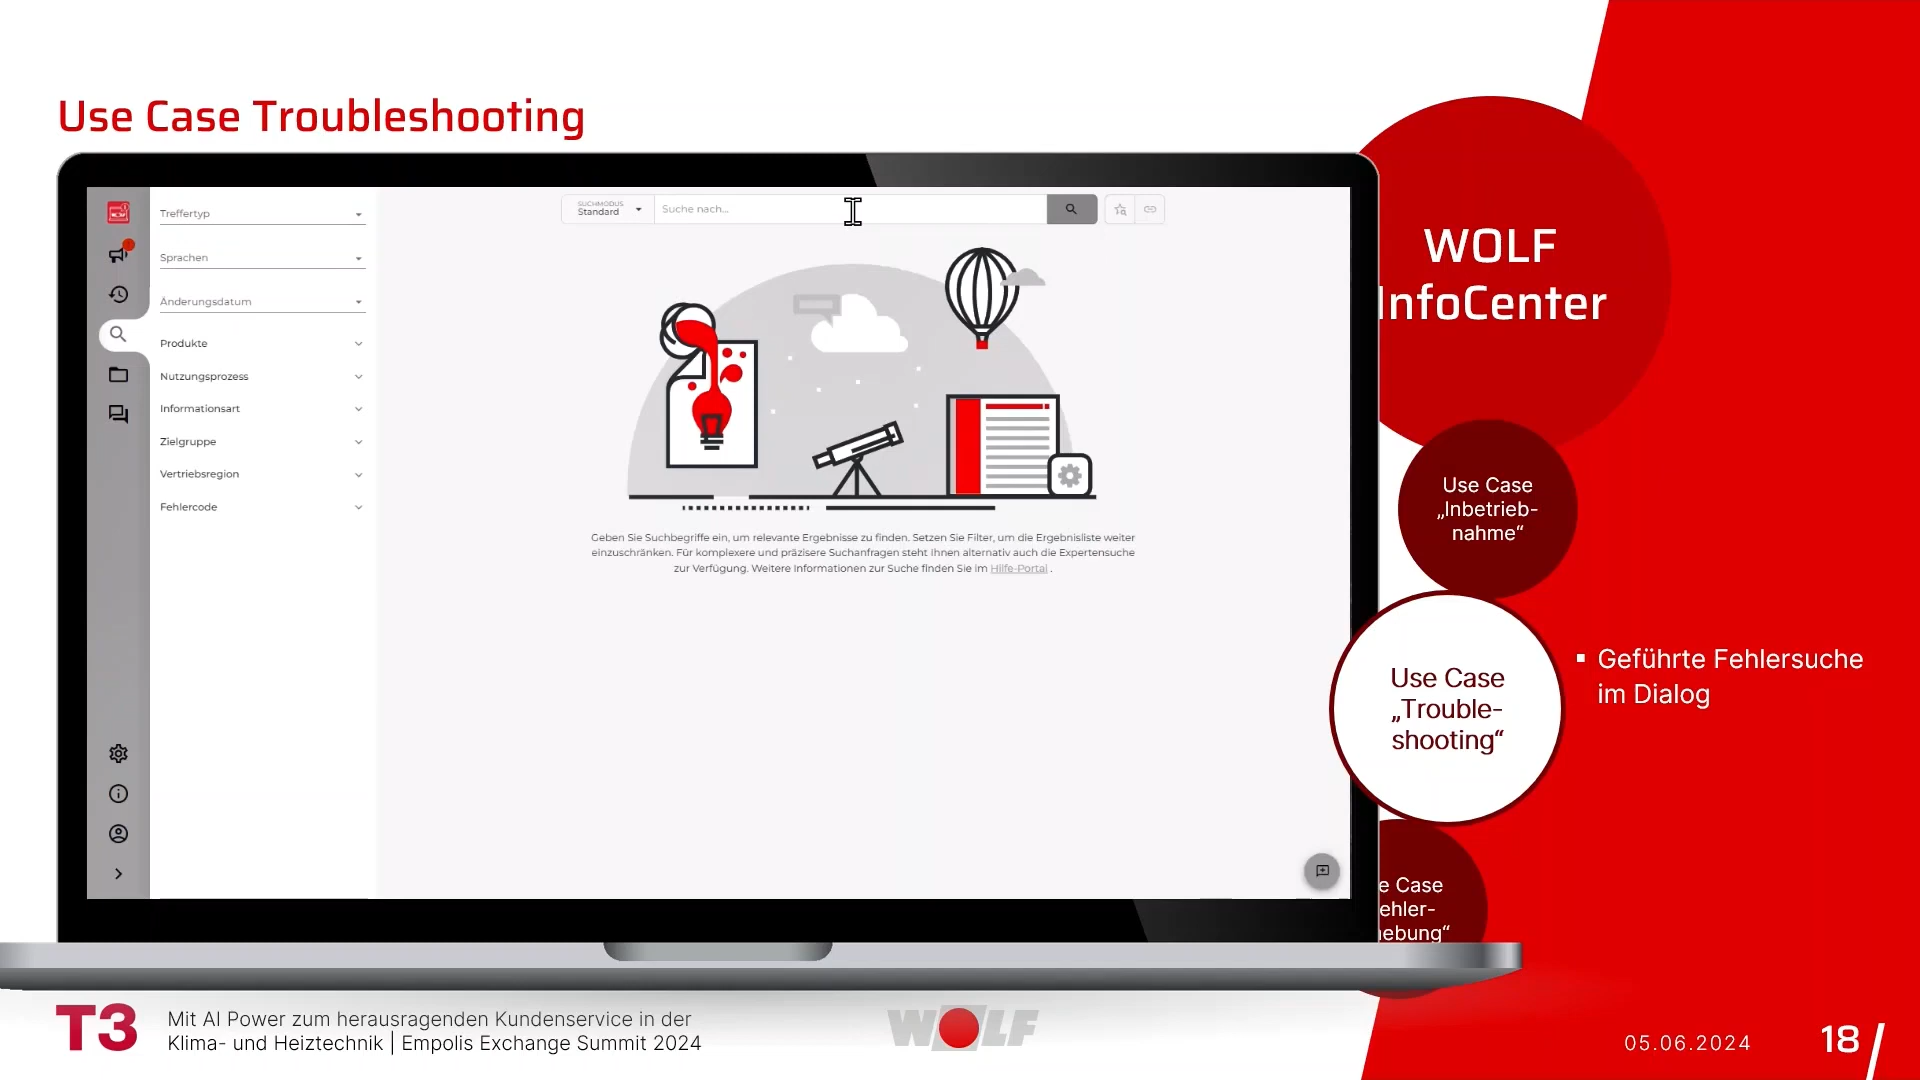 Use Case Troubleshooting
Treffertyp
Sprachen
Änderungsdatum
Produkte
Nutzungsprozess
Informationsart
Zielgruppe
Vertriebsregion
Fehlercode
SUCHMODUS
Standard
Suche nach...
Geben Sie Suchbegriffe ein, um relevante Ergebnisse zu finden. Setzen Sie Filter, um die Ergebnisliste weiter
einzuschränken. Für komplexere und präzisere Suchanfragen steht Ihnen alternativ auch die Expertensuche
zur Verfügung. Weitere Informationen zur Suche finden Sie im Hilfe-Portal .
WOLF
InfoCenter
Use Case
„Inbetrieb-
nahme“
Use Case
„Trouble-
shooting“
▪ Geführte Fehlersuche
im Dialog
e Case
ehler-
ebung“
T3
Mit AI Power zum herausragenden Kundenservice in der
Klima- und Heiztechnik | Empolis Exchange Summit 2024
WOLF
05.06.2024
18